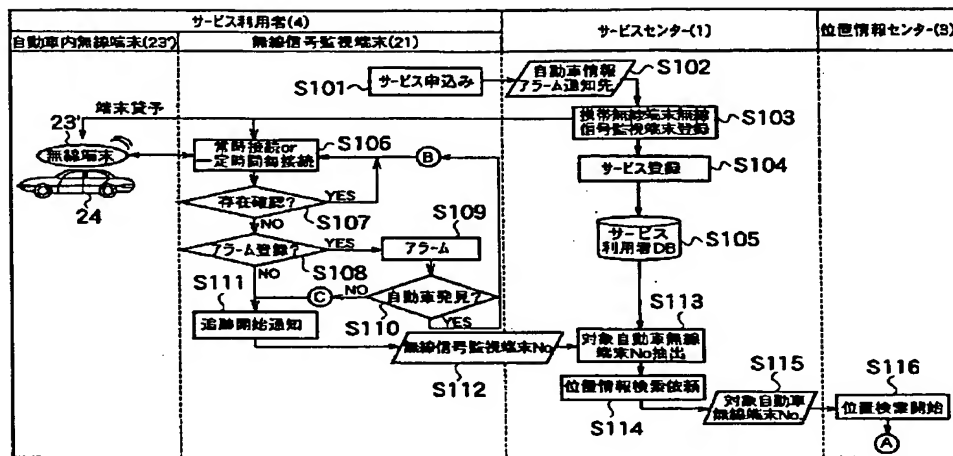 サービス利用者(4)
サービスセンター(1)
位置情報センター(3)
自動車内無線端末(23')
無線信号監視端末(21)
S101
サービス申込み
自動車情報
アラーム通知先
S102
端末貸予
携帯無線端末無線
信号監視端末登録
S103
23'
無線端末
24
常時接続or
一定時間毎接続
S106
B
サービス登録
S104
存在確認?
YES
S107
NO
サービス
利用者DB
S105
アラーム登録?
YES
S108
NO
アラーム
S109
S111
C
NO
自動車発見?
S110
YES
追跡開始通知
無線信号監視端末No
S112
S113
対象自動車無線
端末No抽出
位置情報検索依頼
S114
S115
対象自動車
無線端末No.
S116
位置検索開始
A